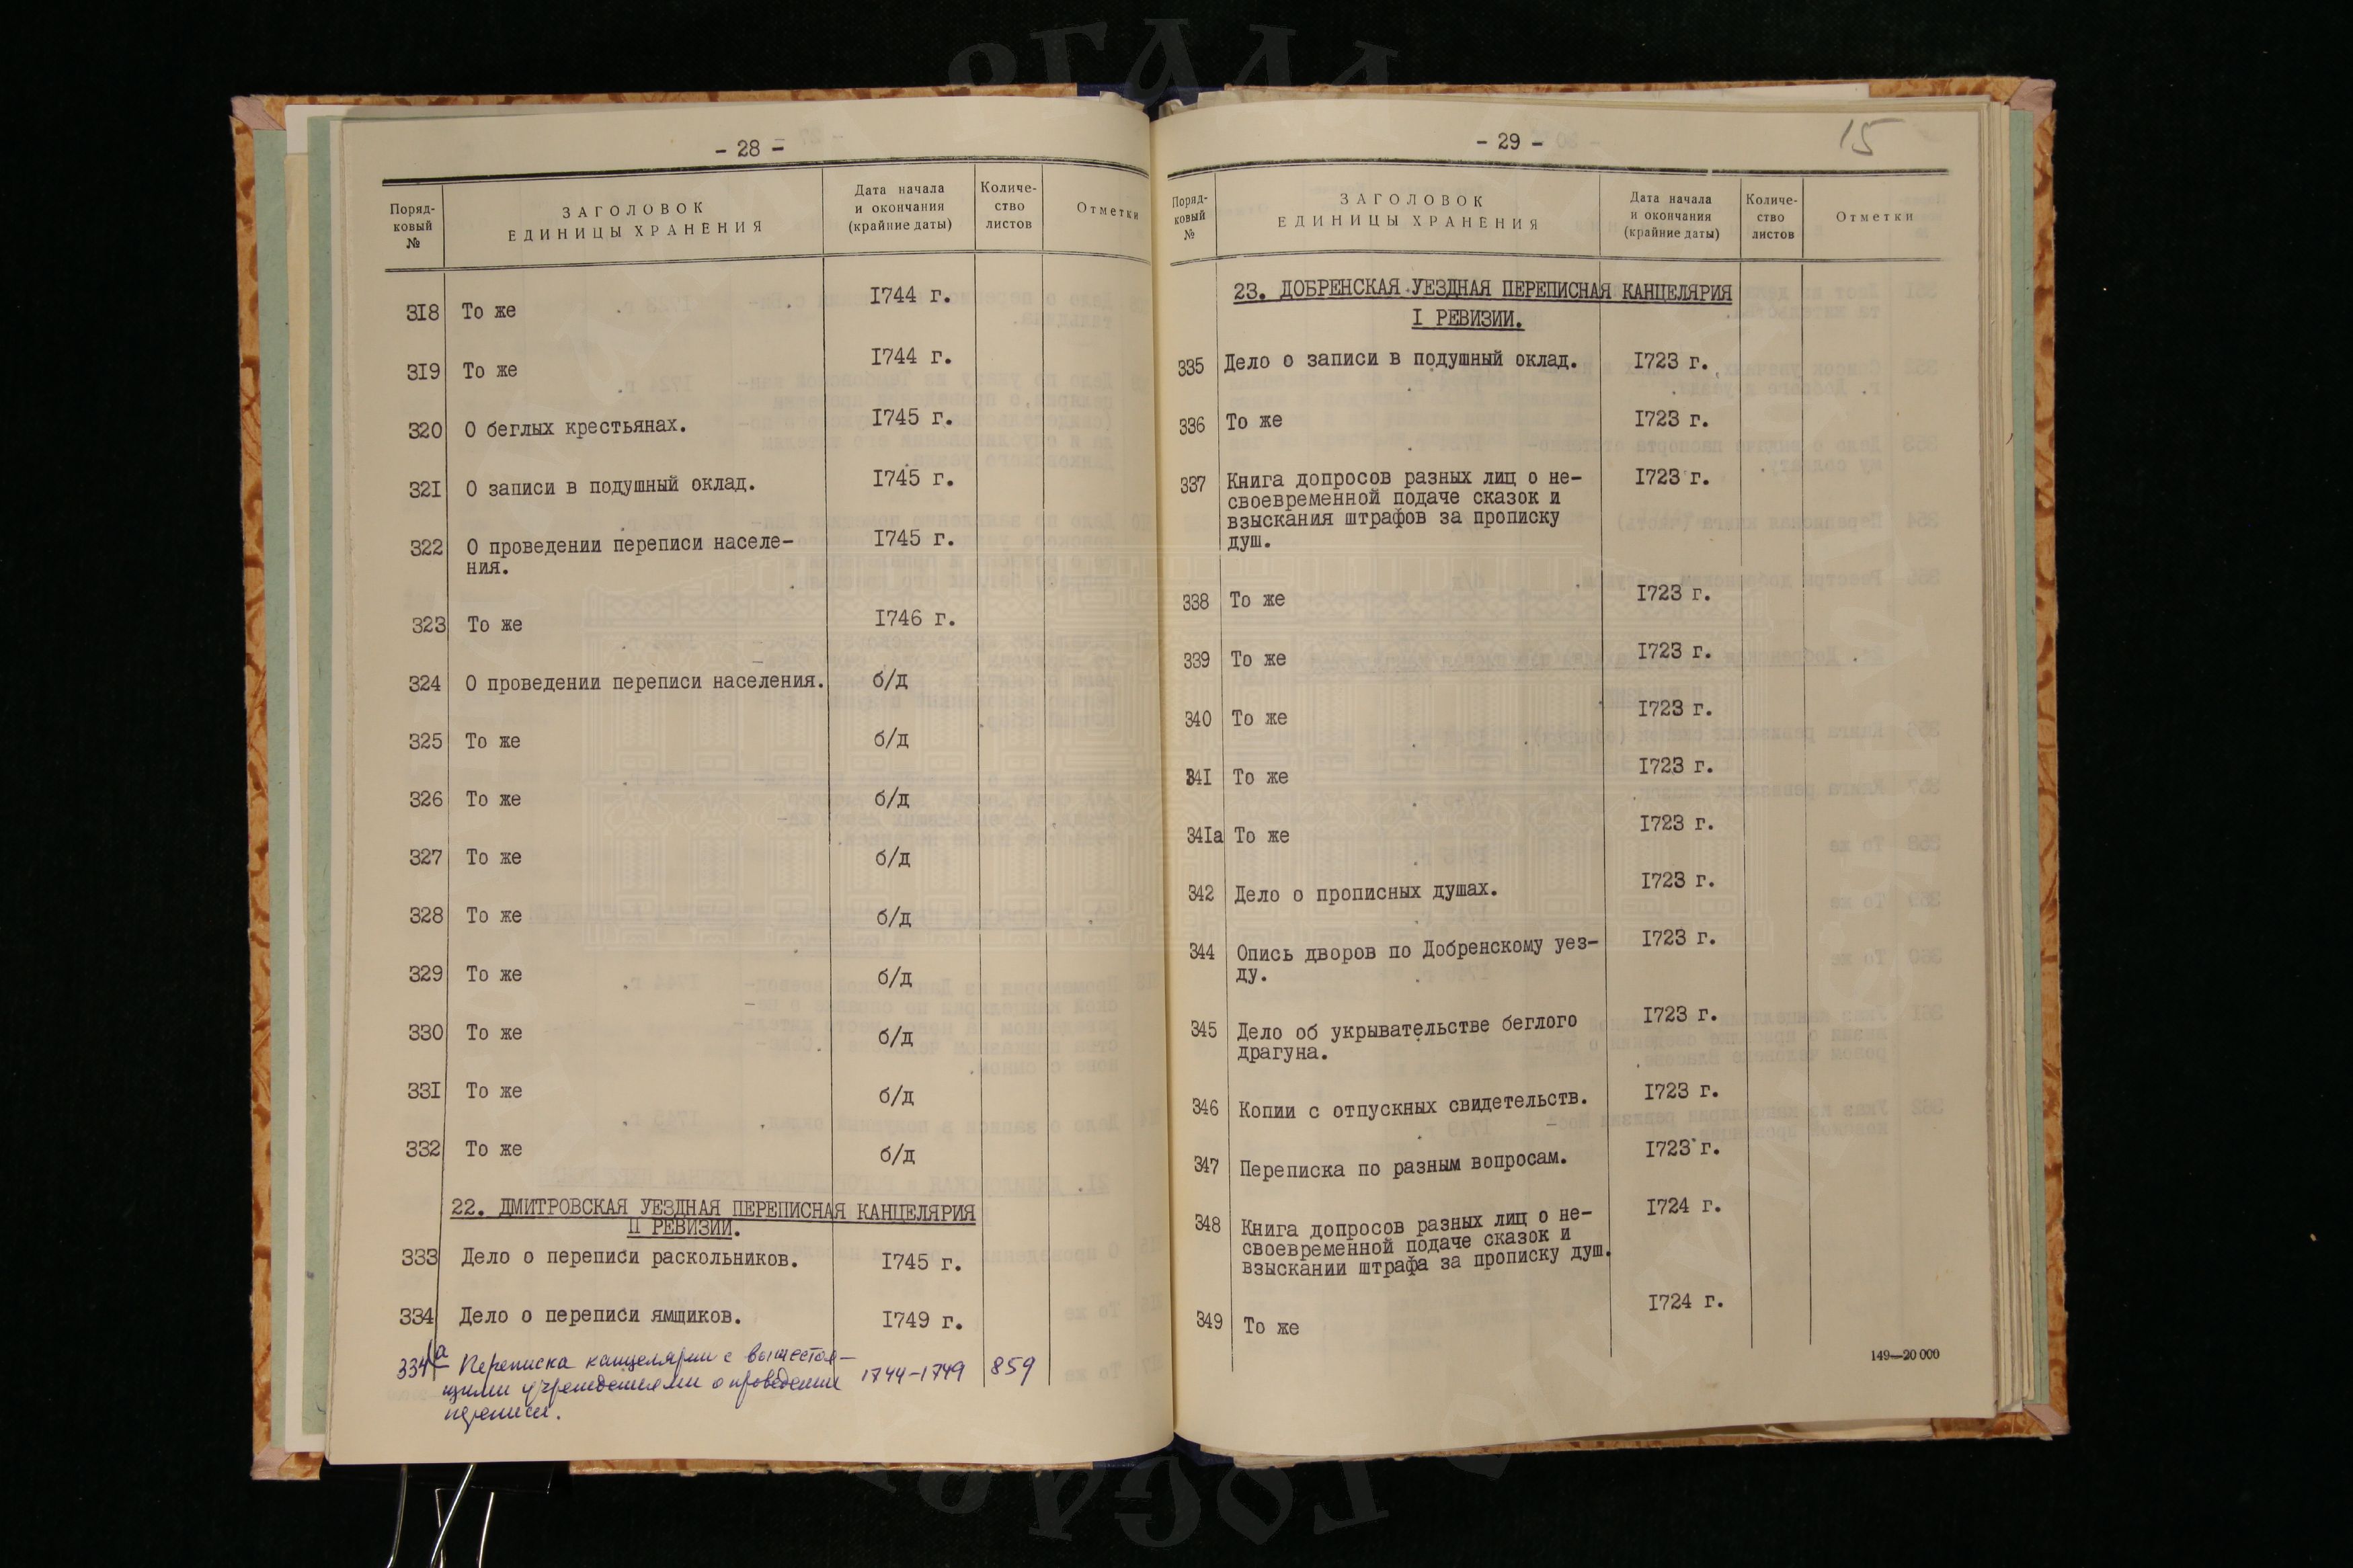 - 28 -
Поряд-
ковый
№
ЗАГОЛОВОК
ЕДИНИЦЫ ХРАНЕНИЯ
Дата начала
и окончания
(крайние даты)
Количе-
ство
листов
Отметки
318 То же 1744 г.
319 То же 1744 г.
320 О беглых крестьянах. 1745 г.
321 О записи в подушный оклад. 1745 г.
322 О проведении переписи населе- 1745 г.
ния.
323 То же 1746 г.
324 О проведении переписи населения. б/д
325 То же б/д
326 То же б/д
327 То же б/д
328 То же б/д
329 То же б/д
330 То же б/д
331 То же б/д
332 То же б/д
22. ДМИТРОВСКАЯ УЕЗДНАЯ ПЕРЕПИСНАЯ КАНЦЕЛЯРИЯ
II РЕВИЗИИ.
333 Дело о переписи раскольников. 1745 г.
334 Дело о переписи ямщиков. 1749 г.
334а Переписка канцелярии с вышестоя- 1744-1749 859
щими учреждениями о проведении
переписи.
- 29 -
15
Поряд-
ковый
№
ЗАГОЛОВОК
ЕДИНИЦЫ ХРАНЕНИЯ
Дата начала
и окончания
(крайние даты)
Количе-
ство
листов
Отметки
23. ДОБРЕНСКАЯ УЕЗДНАЯ ПЕРЕПИСНАЯ КАНЦЕЛЯРИЯ
I РЕВИЗИИ.
335 Дело о записи в подушный оклад. 1723 г.
336 То же 1723 г.
337 Книга допросов разных лиц о не- 1723 г.
своевременной подаче сказок и
взыскания штрафов за прописку
душ.
338 То же 1723 г.
339 То же 1723 г.
340 То же 1723 г.
341 То же 1723 г.
341а То же 1723 г.
342 Дело о прописных душах. 1723 г.
344 Опись дворов по Добренскому уез- 1723 г.
ду.
345 Дело об укрывательстве беглого 1723 г.
драгуна.
346 Копии с отпускных свидетельств. 1723 г.
347 Переписка по разным вопросам. 1723 г.
348 Книга допросов разных лиц о не- 1724 г.
своевременной подаче сказок и
взыскании штрафа за прописку душ.
349 То же 1724 г.
149—20 000